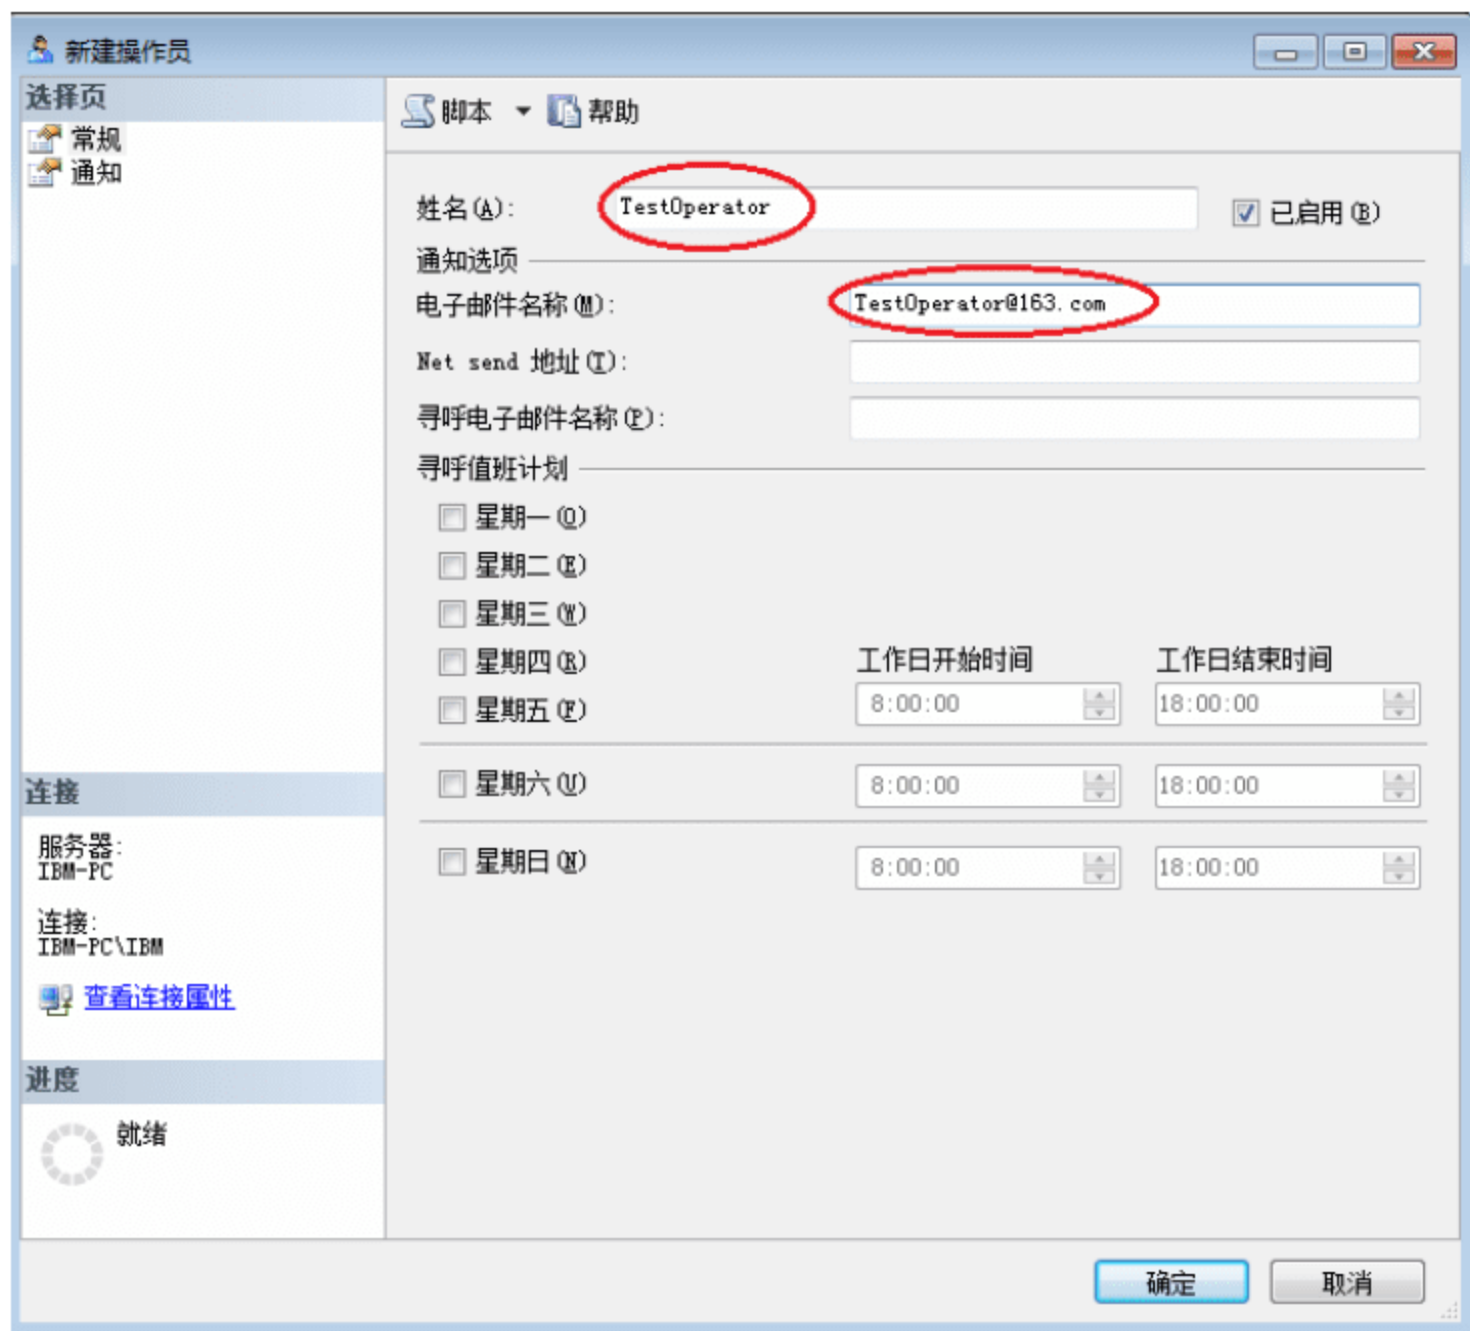 新建操作员
选择页
常规
通知
脚本 帮助
姓名(A): TestOperator 已启用(B)
通知选项
电子邮件名称(M): TestOperator@163.com
Net send 地址(T):
寻呼电子邮件名称(P):
寻呼值班计划
星期一(O)
星期二(E)
星期三(W)
星期四(R) 工作日开始时间 工作日结束时间
星期五(F) 8:00:00 18:00:00
星期六(U) 8:00:00 18:00:00
星期日(N) 8:00:00 18:00:00
连接
服务器:
IBM-PC
连接:
IBM-PC\IBM
查看连接属性
进度
就绪
确定 取消